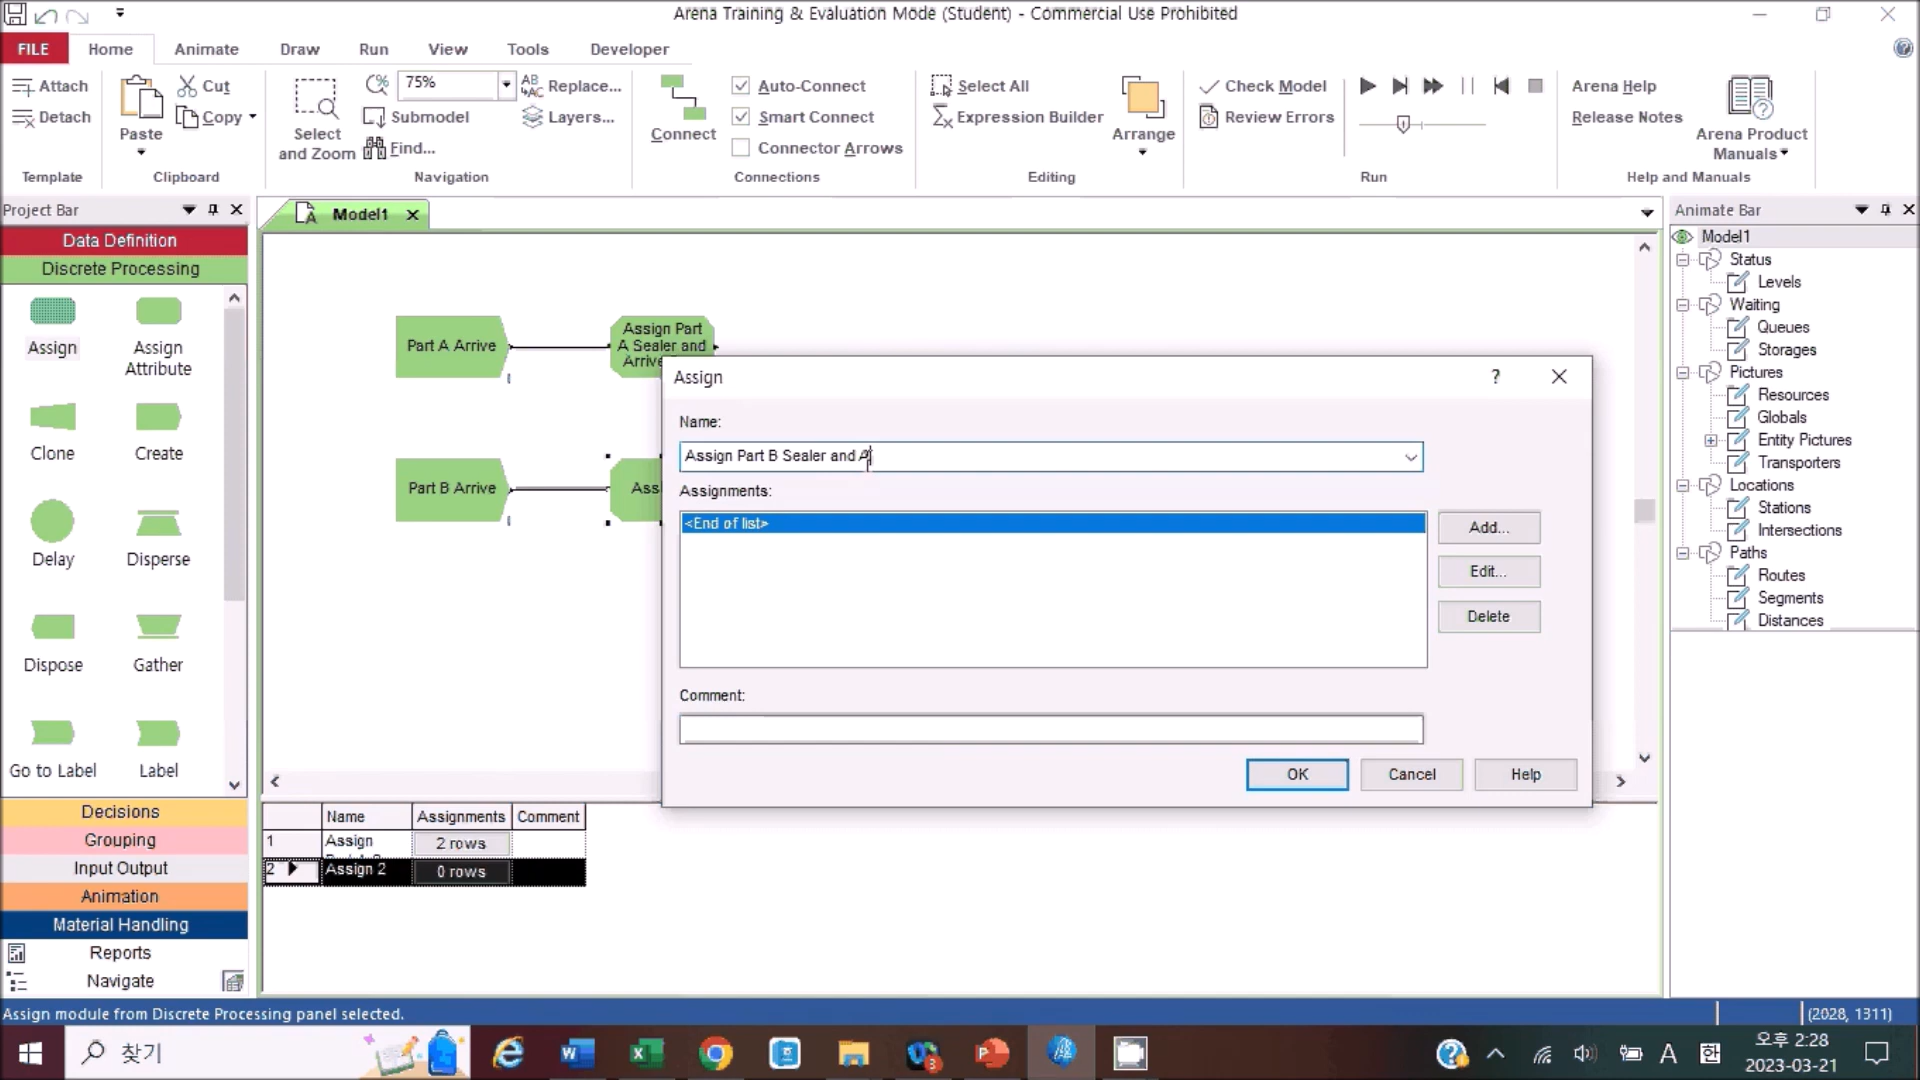 Arena Training & Evaluation Mode (Student) - Commercial Use Prohibited
FILE Home Animate Draw Run View Tools Developer
Attach
Detach
Template
Paste
Cut
Copy
Clipboard
Select
and Zoom
75%
Submodel
Find...
Replace...
Layers...
Navigation
Connect
Auto-Connect
Smart Connect
Connector Arrows
Connections
Select All
Expression Builder
Arrange
Editing
Check Model
Review Errors
Run
Arena Help
Release Notes
Arena Product
Manuals
Help and Manuals
Project Bar
Data Definition
Discrete Processing
Assign
Assign
Attribute
Clone
Create
Delay
Disperse
Dispose
Gather
Go to Label
Label
Decisions
Grouping
Input Output
Animation
Material Handling
Reports
Navigate
Model1
Part A Arrive
Assign Part
A Sealer and
Arrive
Part B Arrive
Assign
? 
Name:
Assign Part B Sealer and A
Assignments:
<End of list>
Add...
Edit...
Delete
Comment:
OK
Cancel
Help
Name Assignments Comment
1 Assign 2 rows
2 Assign 2 0 rows
Animate Bar
Model1
Status
Levels
Waiting
Queues
Storages
Pictures
Resources
Globals
Entity Pictures
Transporters
Locations
Stations
Intersections
Paths
Routes
Segments
Distances
Assign module from Discrete Processing panel selected.
(2028, 1311)
찾기
A 한
오후 2:28
2023-03-21